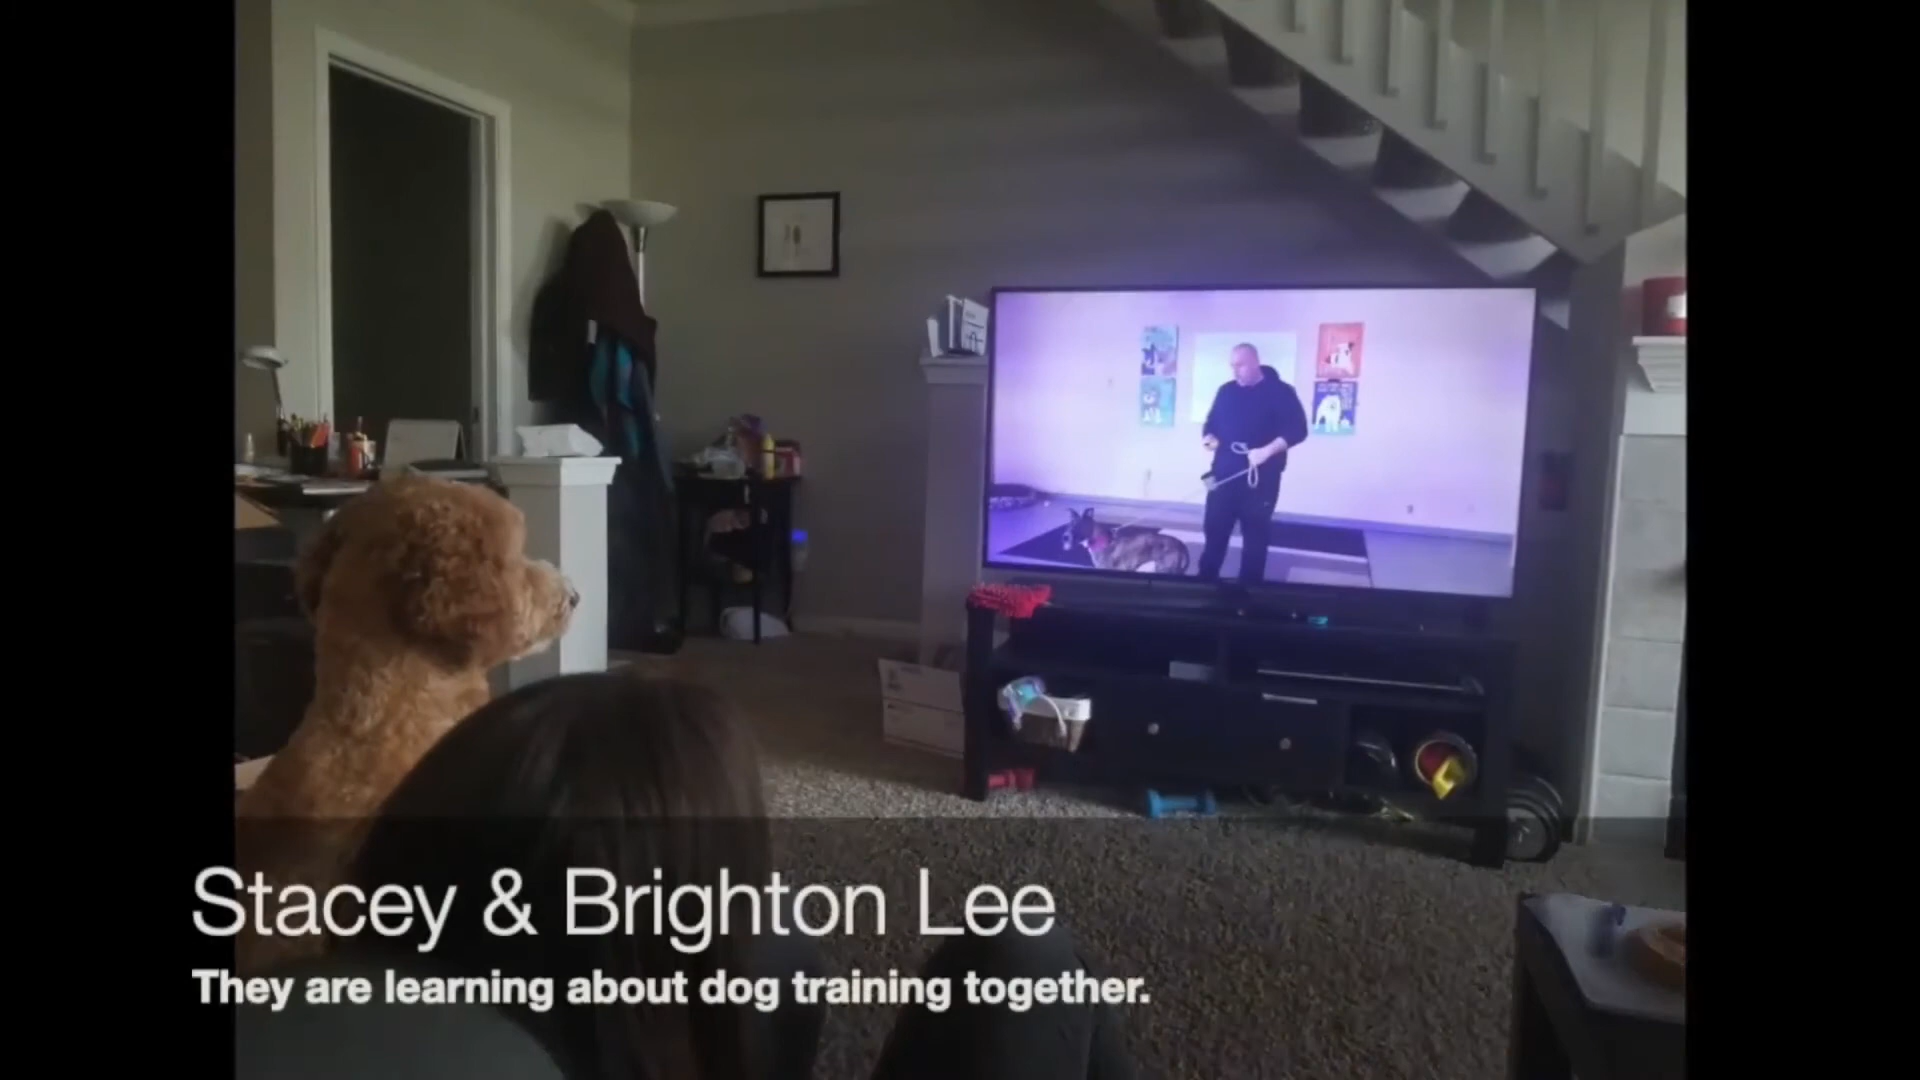 Stacey & Brighton Lee
They are learning about dog training together.